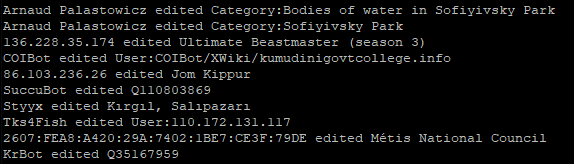 Arnaud Palastowicz edited Category:Bodies of water in Sofiyivsky Park
Arnaud Palastowicz edited Category:Sofiyivsky Park
136.228.35.174 edited Ultimate Beastmaster (season 3)
COIBot edited User:COIBot/XWiki/kumudinigovtcollege.info
86.103.236.26 edited Jom Kippur
SuccuBot edited Q110803869
Styyx edited Kırgıl, Salıpazarı
Tks4Fish edited User:110.172.131.117
2607:FEA8:A420:29A:7402:1BE7:CE3F:79DE edited Métis National Council
KrBot edited Q35167959